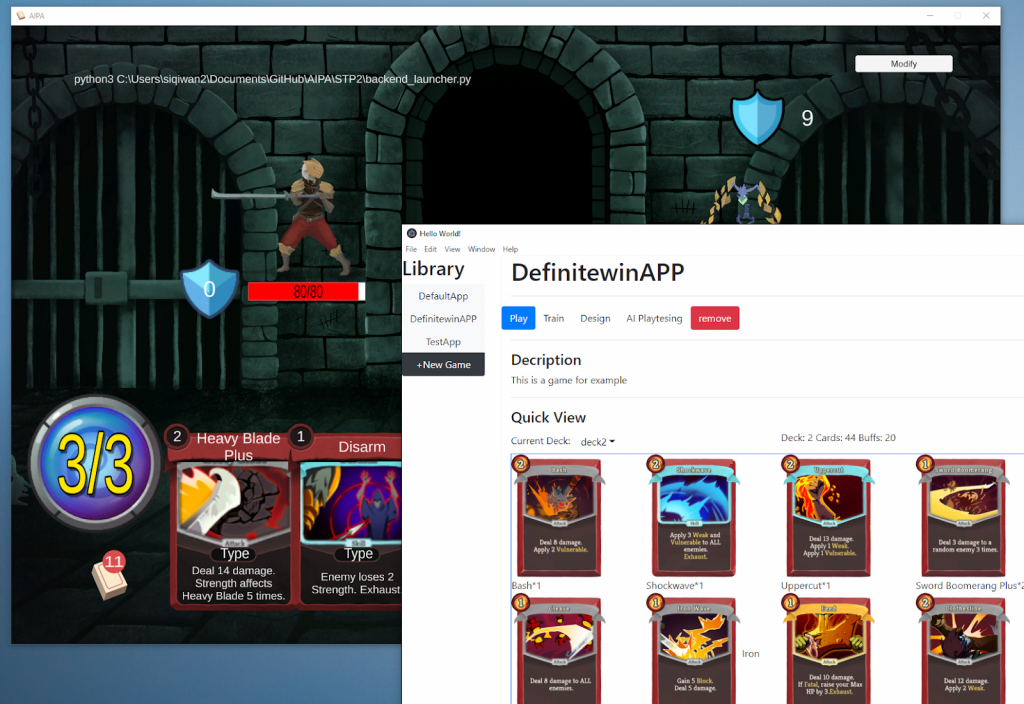 AIPA
python3 C:\Users\siqiwan2\Documents\GitHub\AIPA\STP2\backend_launcher.py
Modify
9
0
80/80
3/3
11
2
Heavy Blade
Plus
Attack
Type
Deal 14 damage.
Strength affects
Heavy Blade 5 times.
1
Disarm
Skill
Type
Enemy loses 2
Strength. Exhaust.
Hello World!
File Edit View Window Help
Library
DefaultApp
DefinitewinAPP
TestApp
+New Game
DefinitewinAPP
Play Train Design AI Playtesing remove
Decription
This is a game for example
Quick View
Current Deck: deck2
Deck: 2 Cards: 44 Buffs: 20
2
Bash
Attack
Deal 8 damage.
Apply 2 Vulnerable.
Bash*1
2
Shockwave
Skill
Apply 3 Weak and
Vulnerable to ALL
enemies.
Exhaust.
Shockwave*1
2
Uppercut
Attack
Deal 13 damage.
Apply 1 Weak.
Apply 1 Vulnerable.
Uppercut*1
1
Sword Boomerang
Attack
Deal 3 damage to a
random enemy 3 times.
Sword Boomerang Plus*2
1
Cleave
Attack
Deal 8 damage to ALL
enemies.
1
Iron Wave
Attack
Gain 5 Block.
Deal 5 damage.
Iron
1
Feed
Attack
Deal 10 damage.
If Fatal, raise your Max
HP by 3.Exhaust.
2
Clothesline
Attack
Deal 12 damage.
Apply 2 Weak.